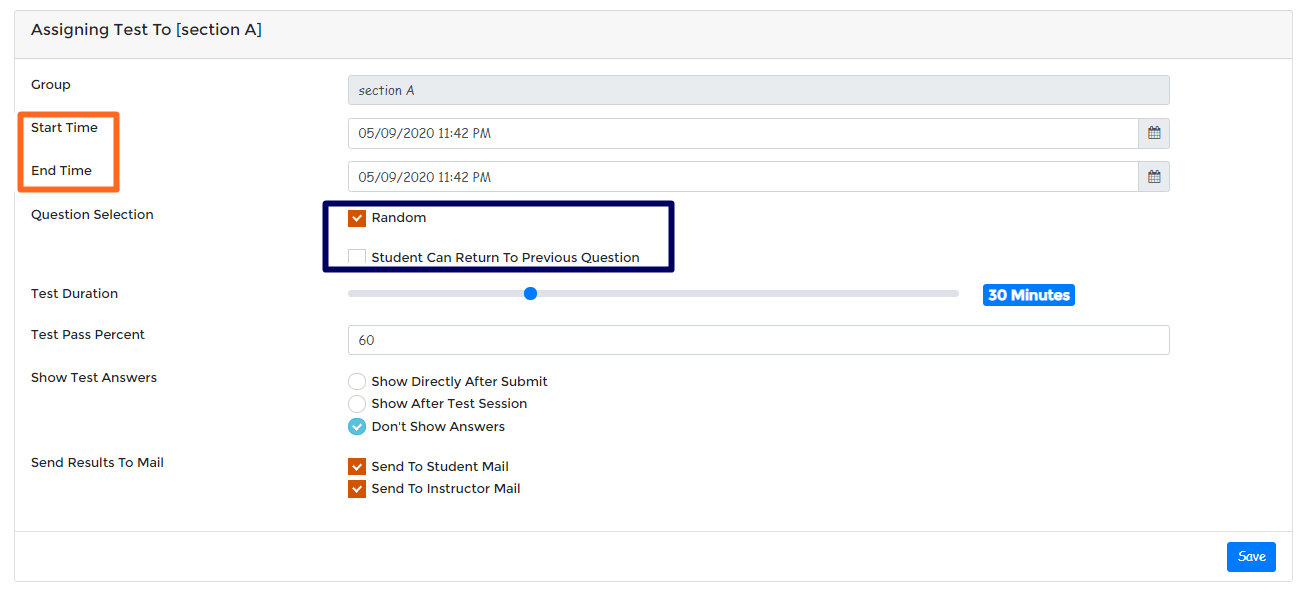 Assigning Test To [section A]
Group
section A
Start Time
05/09/2020 11:42 PM
End Time
05/09/2020 11:42 PM
Question Selection
Random
Student Can Return To Previous Question
Test Duration
30 Minutes
Test Pass Percent
60
Show Test Answers
Show Directly After Submit
Show After Test Session
Don't Show Answers
Send Results To Mail
Send To Student Mail
Send To Instructor Mail
Save